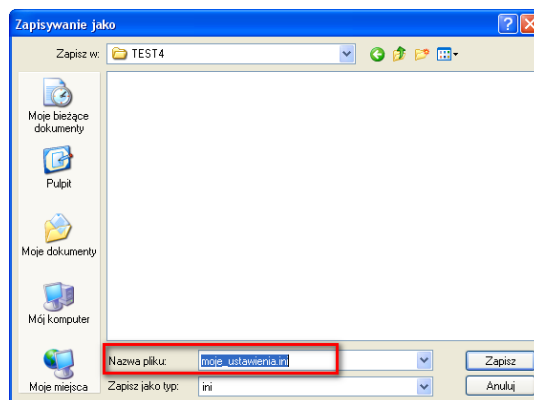 Zapisywanie jako
Zapisz w:
TEST4
Moje bieżące
dokumenty
Pulpit
Moje dokumenty
Mój komputer
Moje miejsca
Nazwa pliku:
moje_ustawienia.ini
Zapisz
Zapisz jako typ:
ini
Anuluj